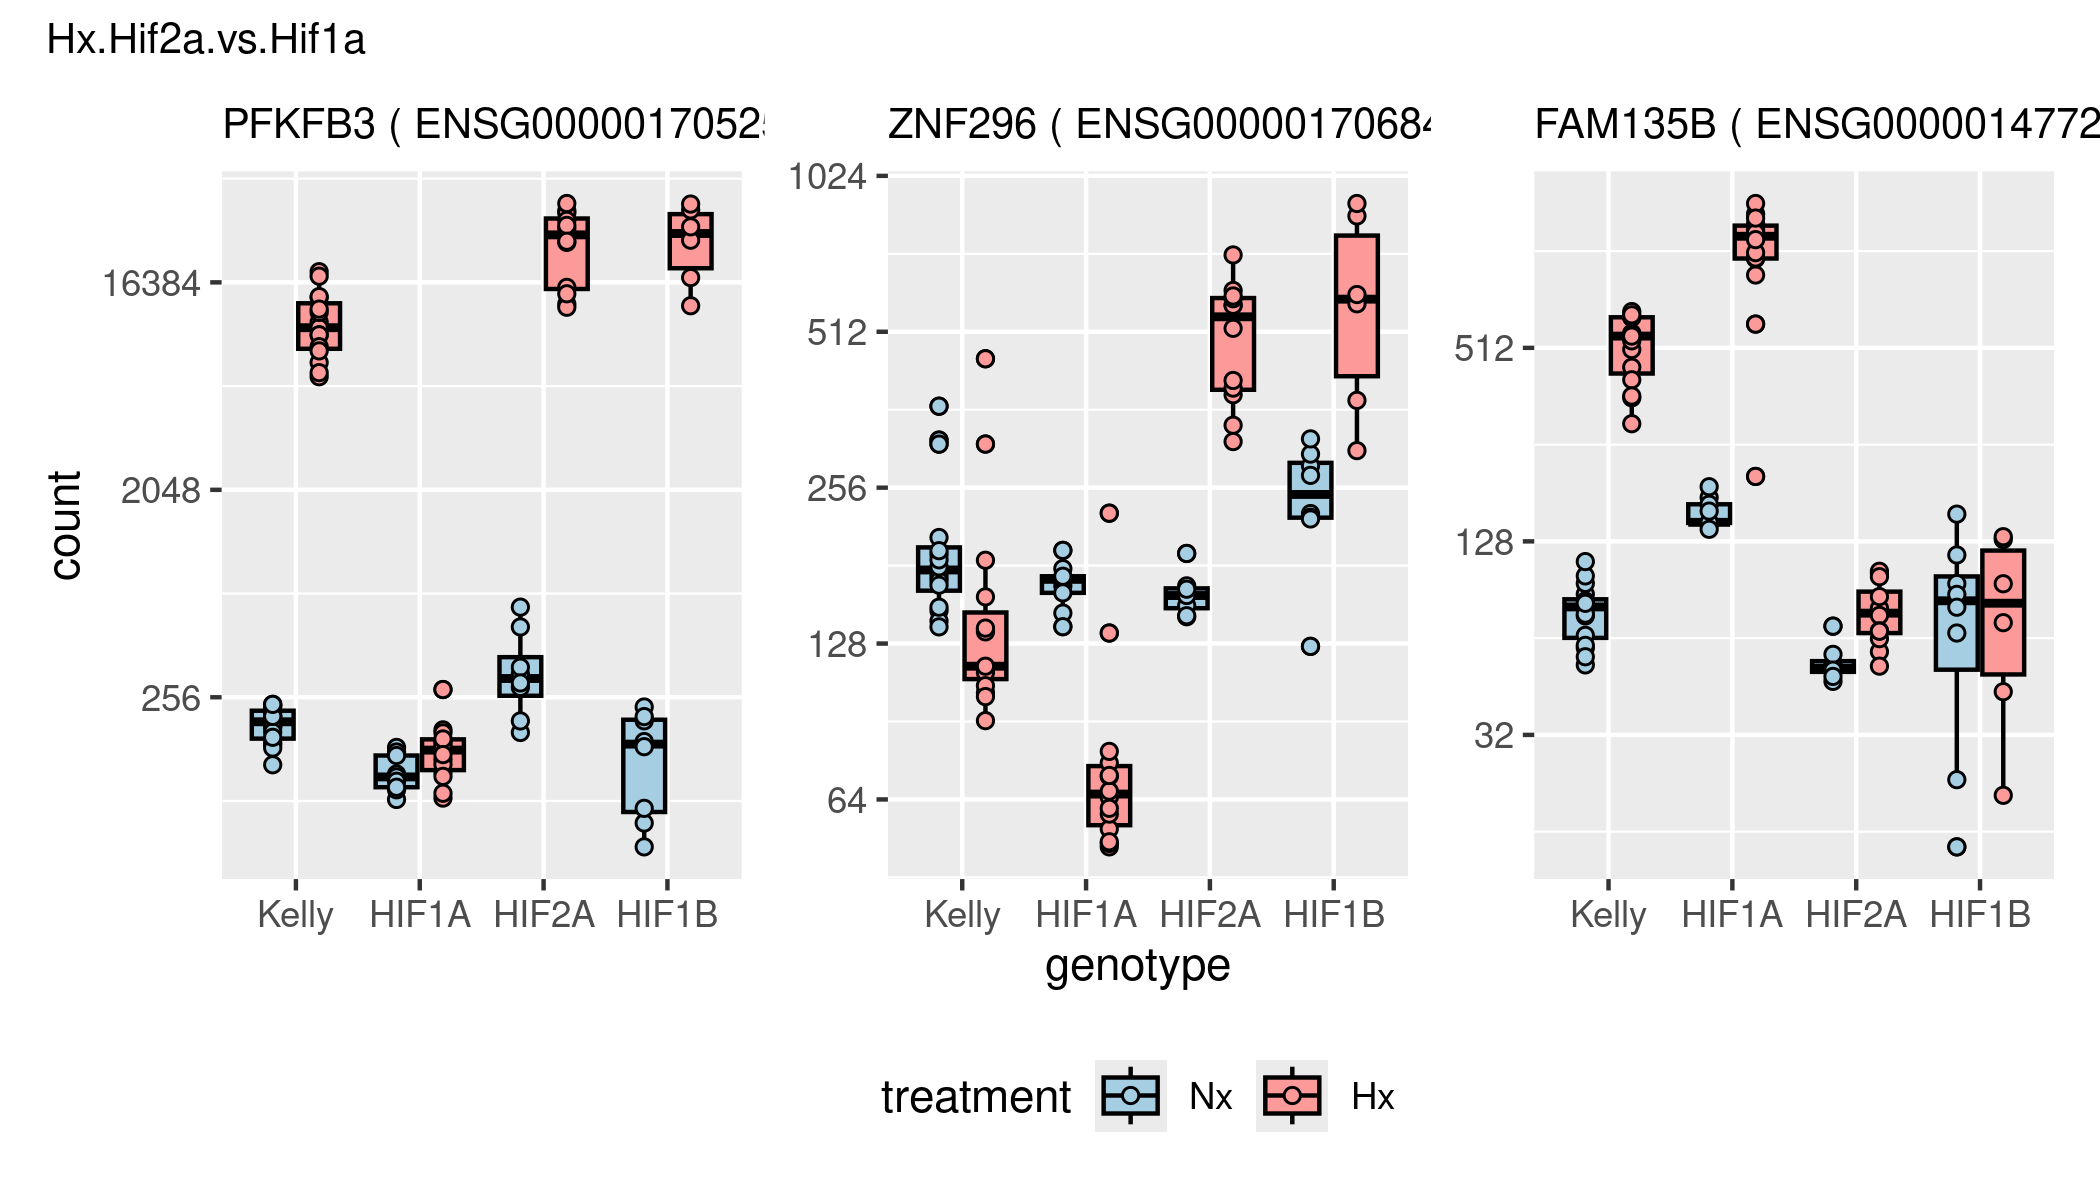 Hx.Hif2a.vs.Hif1a
PFKFB3 ( ENSG0000017052
ZNF296 ( ENSG00000170684
FAM135B ( ENSG0000014772
count
16384
2048
256
1024
512
256
128
64
512
128
32
Kelly HIF1A HIF2A HIF1B
Kelly HIF1A HIF2A HIF1B
Kelly HIF1A HIF2A HIF1B
genotype
treatment Nx Hx